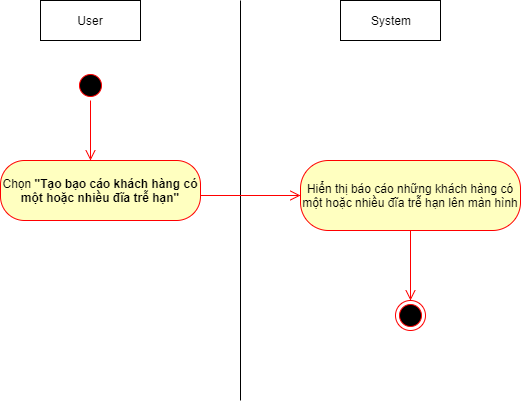 User
System
Chọn "Tạo bạo cáo khách hàng có
một hoặc nhiều đĩa trễ hạn"
Hiển thị báo cáo những khách hàng có
một hoặc nhiều đĩa trễ hạn lên màn hình